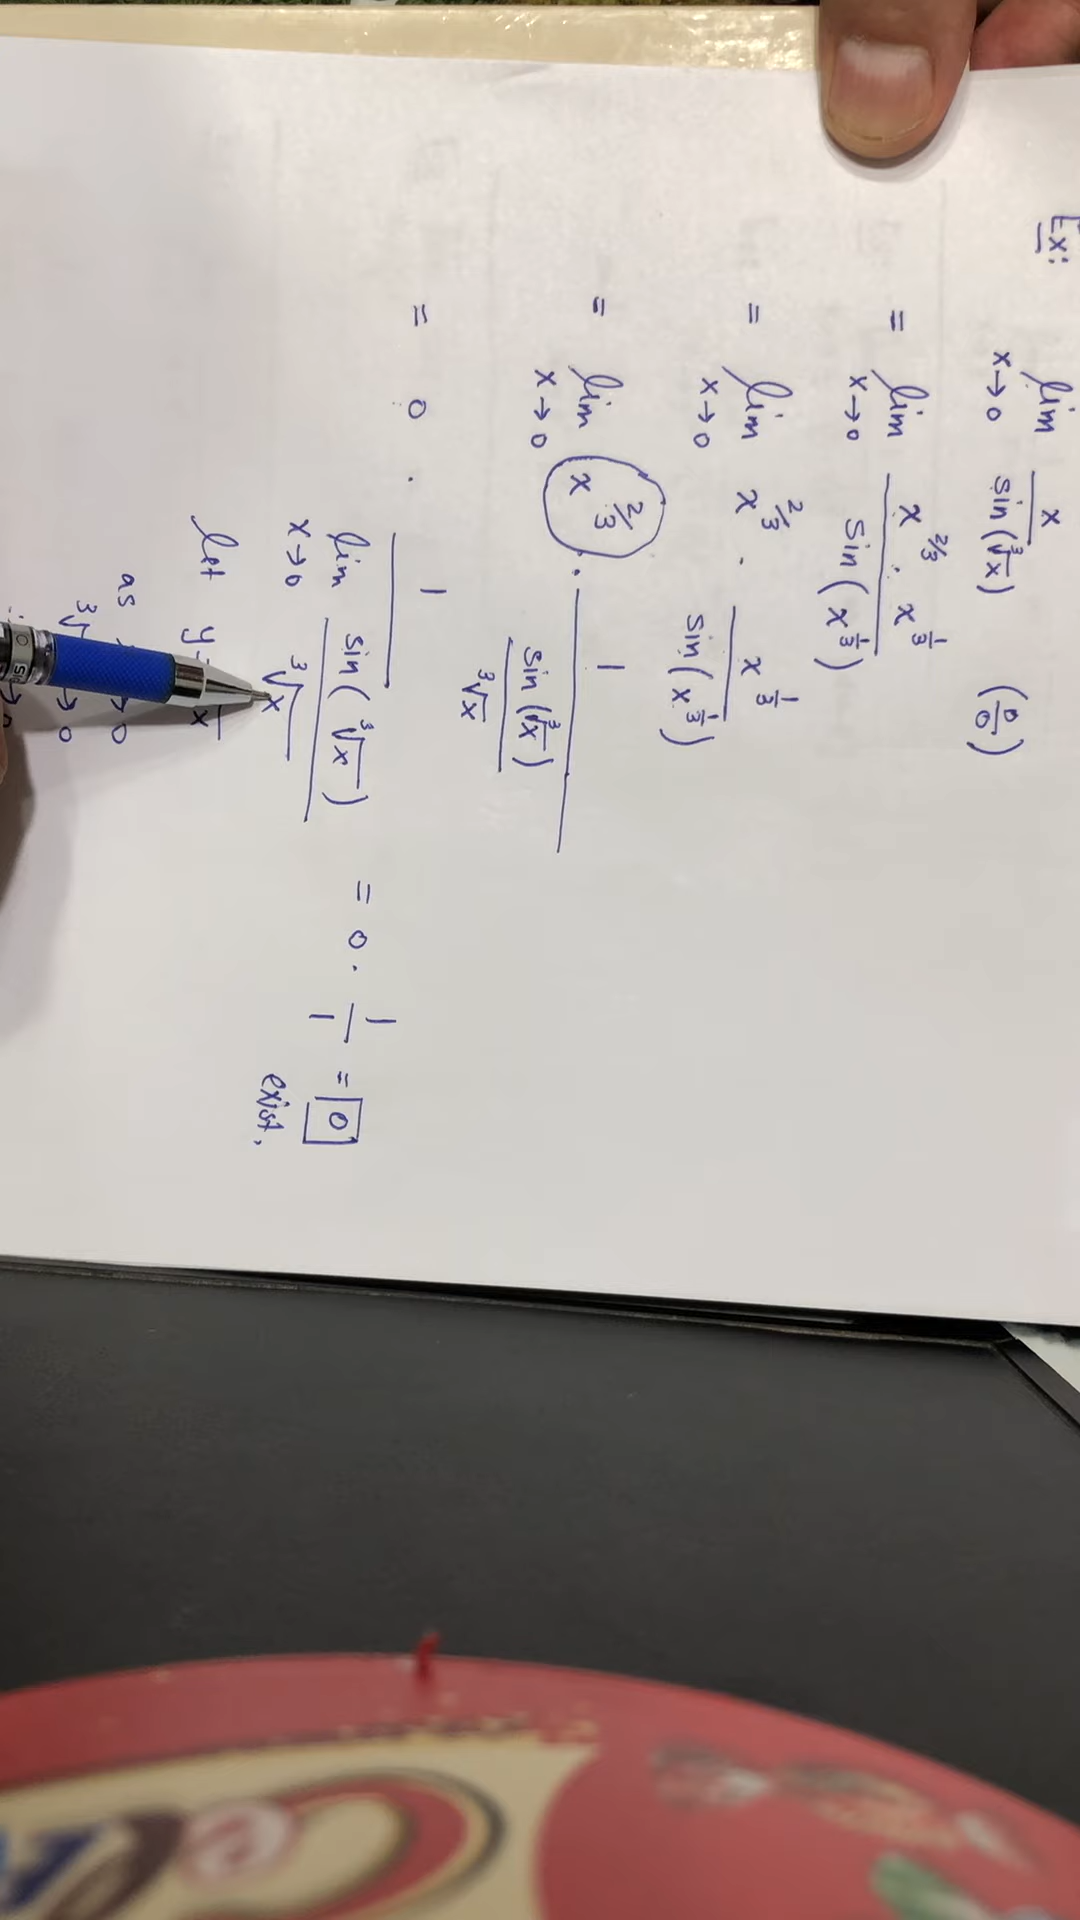 Ex: lim x→0 x / sin(∛x) (0/0)
= lim x→0 x^{2/3} · x^{1/3} / Sin(x^{1/3})
= lim x→0 x^{2/3} · x^{1/3} / Sin(x^{1/3})
= lim x→0 x^{2/3} · 1 / (Sin(∛x) / ∛x)
= 0 · 1 / (lim x→0 Sin(∛x) / ∛x) = 0 · 1/1 = 0
exist.
let y=
as →0
→0